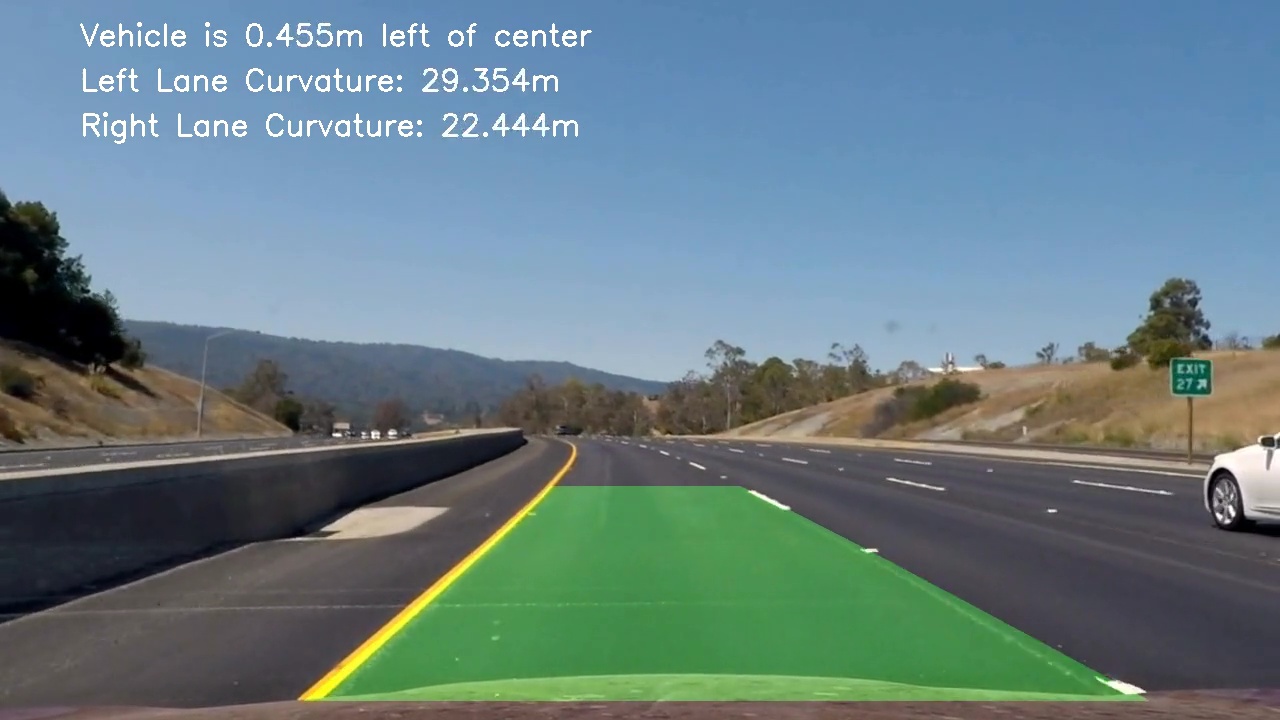 Vehicle is 0.455m left of center
Left Lane Curvature: 29.354m
Right Lane Curvature: 22.444m
EXIT
27